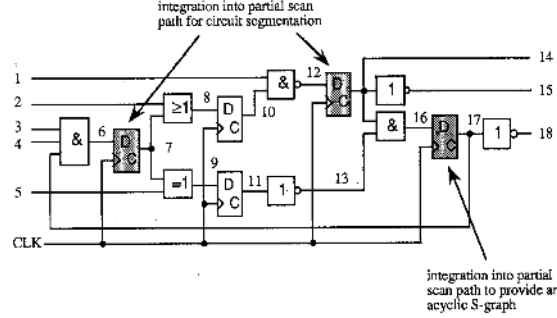 integration into partial scan
path for circuit segmentation
14
1
&
12
D
C
1
15
2
≥1
8
D
C
10
&
16
D
C
17
1
18
3
4
&
6
D
C
7
9
=1
D
C
11
1
13
5
CLK
integration into partial
scan path to provide an
acyclic S-graph